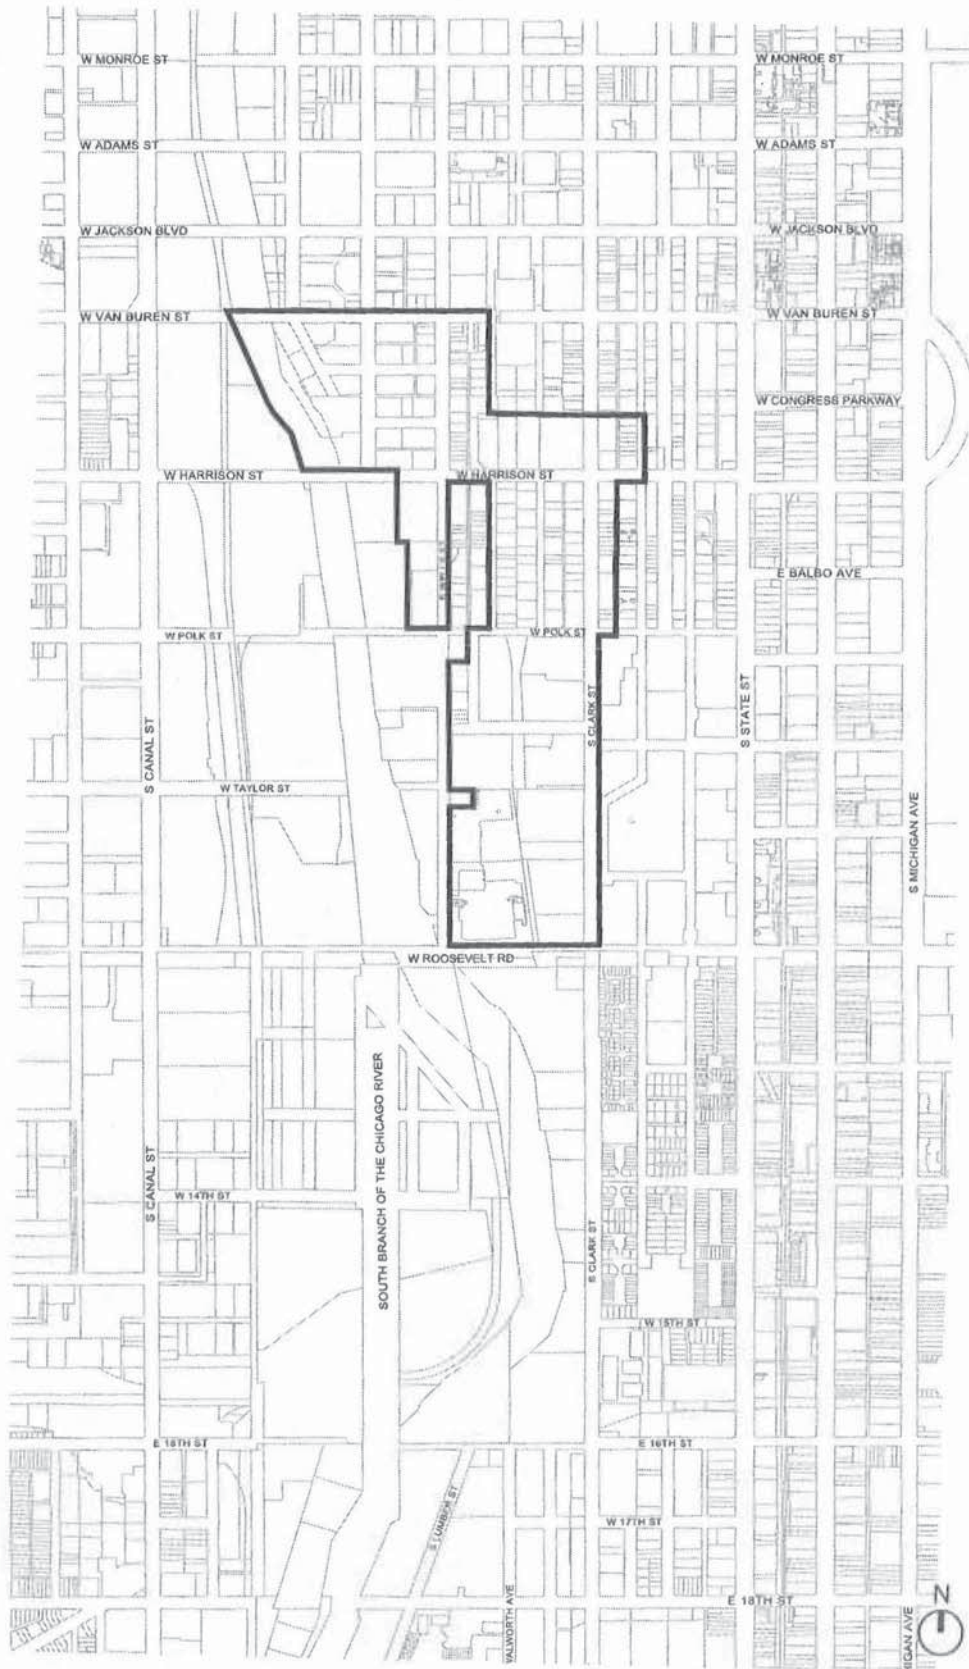 W MONROE ST
W MONROE ST
W ADAMS ST
W ADAMS ST
W JACKSON BLVD
W JACKSON BLVD
W VAN BUREN ST
W VAN BUREN ST
W CONGRESS PARKWAY
W HARRISON ST
W HARRISON ST
E BALBO AVE
W POLK ST
W POLK ST
S CANAL ST
S CLARK ST
S STATE ST
W TAYLOR ST
S MICHIGAN AVE
W ROOSEVELT RD
SOUTH BRANCH OF THE CHICAGO RIVER
S CANAL ST
W 14TH ST
S CLARK ST
W 15TH ST
E 16TH ST
E 16TH ST
S LUMBER ST
W 17TH ST
WALWORTH AVE
E 18TH ST
HIGAN AVE
N